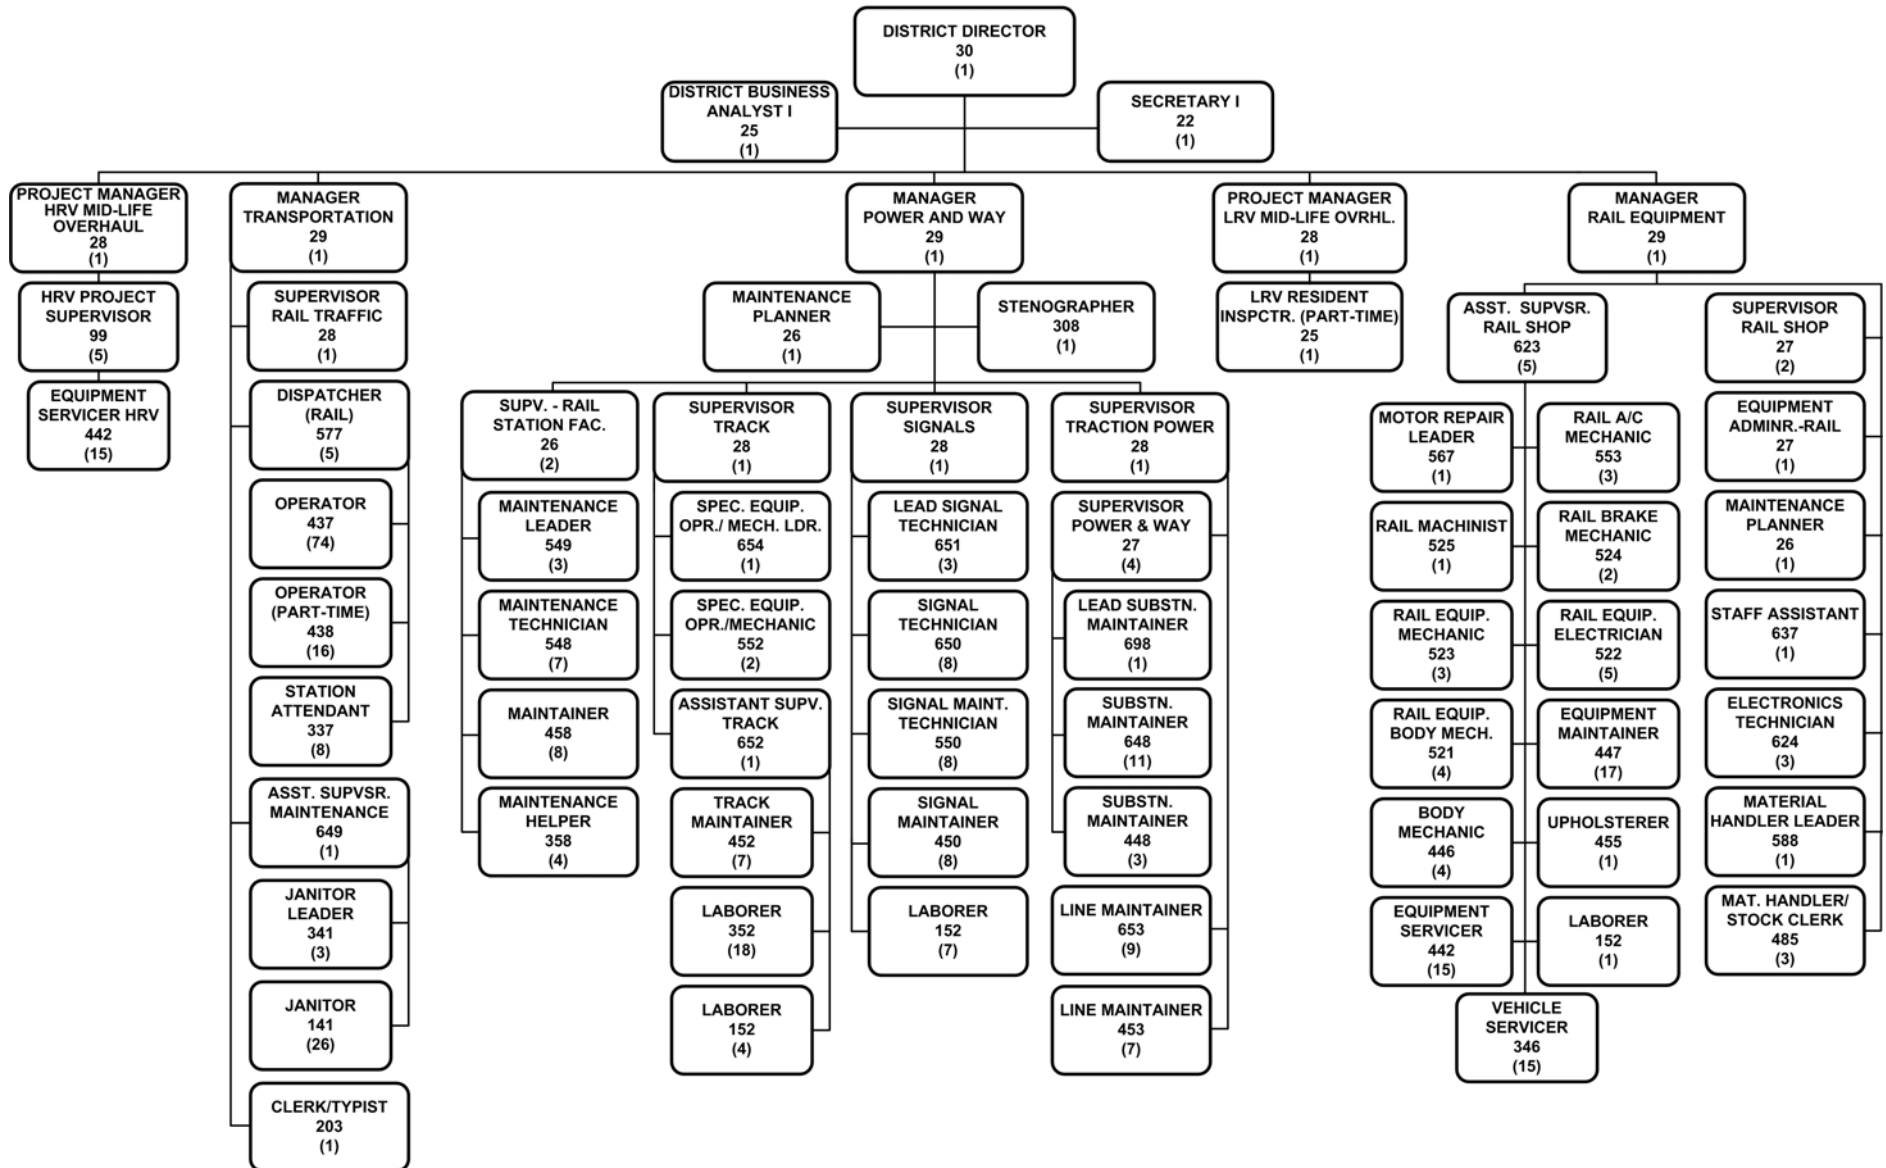 DISTRICT DIRECTOR
30
(1)
DISTRICT BUSINESS
ANALYST I
25
(1)
SECRETARY I
22
(1)
PROJECT MANAGER
HRV MID-LIFE
OVERHAUL
28
(1)
HRV PROJECT
SUPERVISOR
99
(5)
EQUIPMENT
SERVICER HRV
442
(15)
MANAGER
TRANSPORTATION
29
(1)
SUPERVISOR
RAIL TRAFFIC
28
(1)
DISPATCHER
(RAIL)
577
(5)
OPERATOR
437
(74)
OPERATOR
(PART-TIME)
438
(16)
STATION
ATTENDANT
337
(8)
ASST. SUPVSR.
MAINTENANCE
649
(1)
JANITOR
LEADER
341
(3)
JANITOR
141
(26)
CLERK/TYPIST
203
(1)
MANAGER
POWER AND WAY
29
(1)
MAINTENANCE
PLANNER
26
(1)
STENOGRAPHER
308
(1)
SUPV. - RAIL
STATION FAC.
26
(2)
MAINTENANCE
LEADER
549
(3)
MAINTENANCE
TECHNICIAN
548
(7)
MAINTAINER
458
(8)
MAINTENANCE
HELPER
358
(4)
SUPERVISOR
TRACK
28
(1)
SPEC. EQUIP.
OPR./ MECH. LDR.
654
(1)
SPEC. EQUIP.
OPR./MECHANIC
552
(2)
ASSISTANT SUPV.
TRACK
652
(1)
TRACK
MAINTAINER
452
(7)
LABORER
352
(18)
LABORER
152
(4)
SUPERVISOR
SIGNALS
28
(1)
LEAD SIGNAL
TECHNICIAN
651
(3)
SIGNAL
TECHNICIAN
650
(8)
SIGNAL MAINT.
TECHNICIAN
550
(8)
SIGNAL
MAINTAINER
450
(8)
LABORER
152
(7)
SUPERVISOR
TRACTION POWER
28
(1)
SUPERVISOR
POWER & WAY
27
(4)
LEAD SUBSTN.
MAINTAINER
698
(1)
SUBSTN.
MAINTAINER
648
(11)
SUBSTN.
MAINTAINER
448
(3)
LINE MAINTAINER
653
(9)
LINE MAINTAINER
453
(7)
PROJECT MANAGER
LRV MID-LIFE OVRHL.
28
(1)
LRV RESIDENT
INSPCTR. (PART-TIME)
25
(1)
MANAGER
RAIL EQUIPMENT
29
(1)
ASST. SUPVSR.
RAIL SHOP
623
(5)
MOTOR REPAIR
LEADER
567
(1)
RAIL A/C
MECHANIC
553
(3)
RAIL MACHINIST
525
(1)
RAIL BRAKE
MECHANIC
524
(2)
RAIL EQUIP.
MECHANIC
523
(3)
RAIL EQUIP.
ELECTRICIAN
522
(5)
RAIL EQUIP.
BODY MECH.
521
(4)
EQUIPMENT
MAINTAINER
447
(17)
BODY
MECHANIC
446
(4)
UPHOLSTERER
455
(1)
EQUIPMENT
SERVICER
442
(15)
LABORER
152
(1)
VEHICLE
SERVICER
346
(15)
SUPERVISOR
RAIL SHOP
27
(2)
EQUIPMENT
ADMINR.-RAIL
27
(1)
MAINTENANCE
PLANNER
26
(1)
STAFF ASSISTANT
637
(1)
ELECTRONICS
TECHNICIAN
624
(3)
MATERIAL
HANDLER LEADER
588
(1)
MAT. HANDLER/
STOCK CLERK
485
(3)